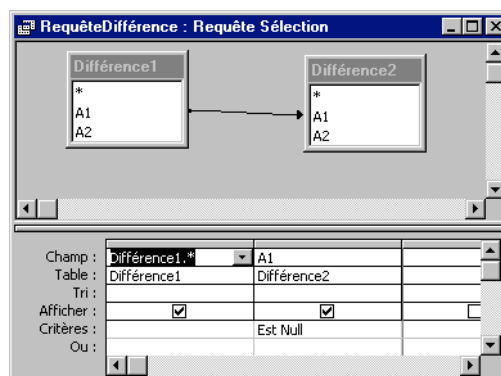 RequêteDifférence : Requête Sélection
Différence1
*
A1
A2
Différence2
*
A1
A2
Champ : Différence1.* A1
Table : Différence1 Différence2
Tri :
Afficher :
Critères : Est Null
Ou :